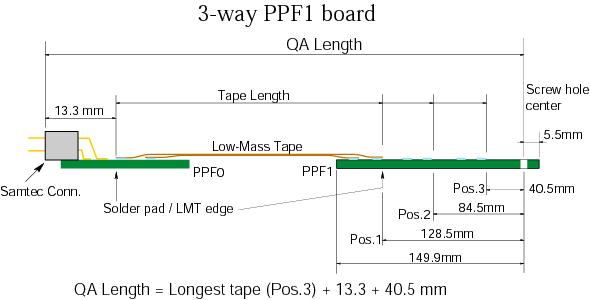 3-way PPF1 board
QA Length
13.3 mm
Tape Length
Screw hole
center
5.5mm
Low-Mass Tape
PPF0
PPF1
Samtec Conn.
Solder pad / LMT edge
Pos.3
40.5mm
Pos.2
84.5mm
Pos.1
128.5mm
149.9mm
QA Length = Longest tape (Pos.3) + 13.3 + 40.5 mm